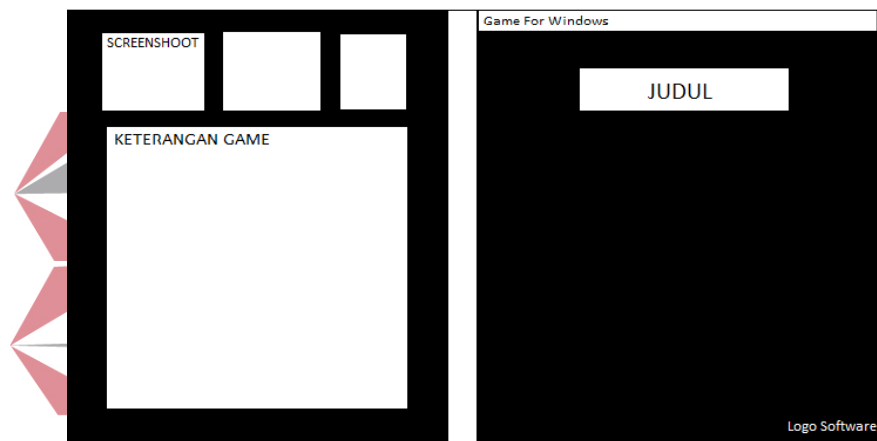 SCREENSHOOT
KETERANGAN GAME
Game For Windows
JUDUL
Logo Software